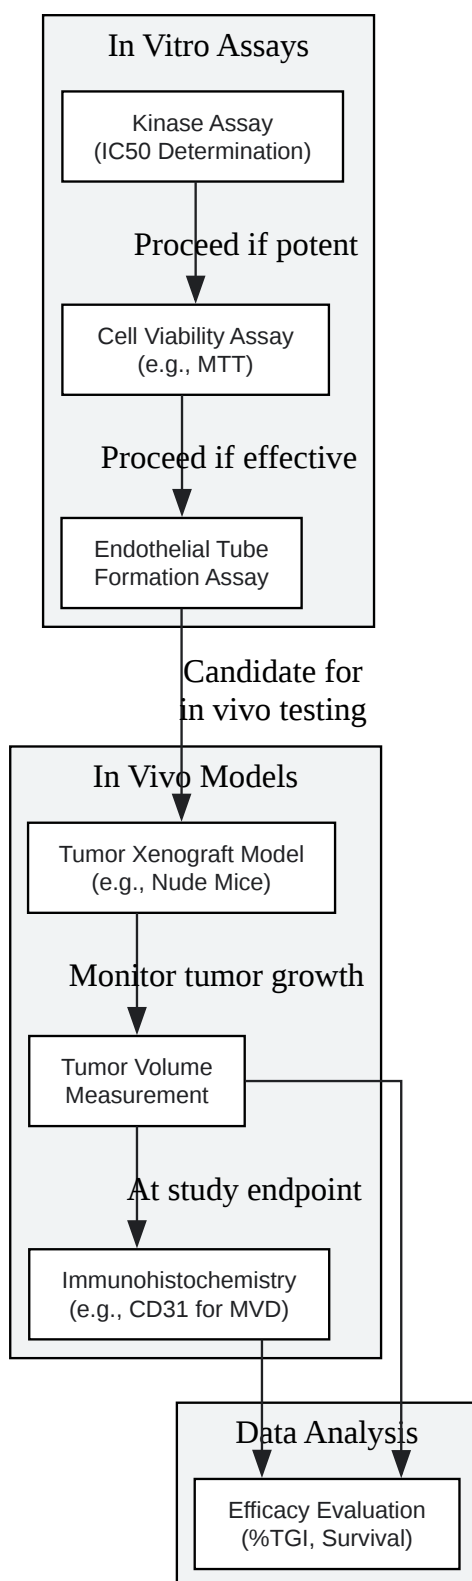 In Vitro Assays
Kinase Assay
(IC50 Determination)
Proceed if potent
Cell Viability Assay
(e.g., MTT)
Proceed if effective
Endothelial Tube
Formation Assay
Candidate for
in vivo testing
In Vivo Models
Tumor Xenograft Model
(e.g., Nude Mice)
Monitor tumor growth
Tumor Volume
Measurement
At study endpoint
Immunohistochemistry
(e.g., CD31 for MVD)
Data Analysis
Efficacy Evaluation
(%TGI, Survival)